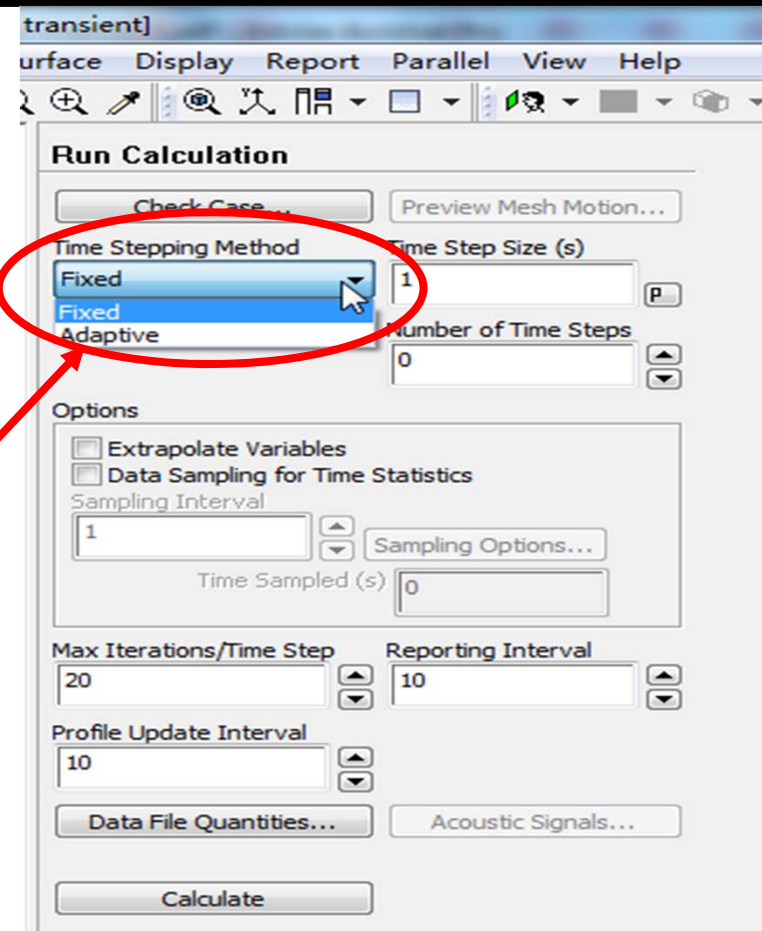 transient]
urface Display Report Parallel View Help
Run Calculation
Check Case... Preview Mesh Motion...
Time Stepping Method Time Step Size (s)
Fixed 1 P
Fixed
Adaptive Number of Time Steps
0
Options
Extrapolate Variables
Data Sampling for Time Statistics
Sampling Interval
1 Sampling Options...
Time Sampled (s) 0
Max Iterations/Time Step Reporting Interval
20 10
Profile Update Interval
10
Data File Quantities... Acoustic Signals...
Calculate